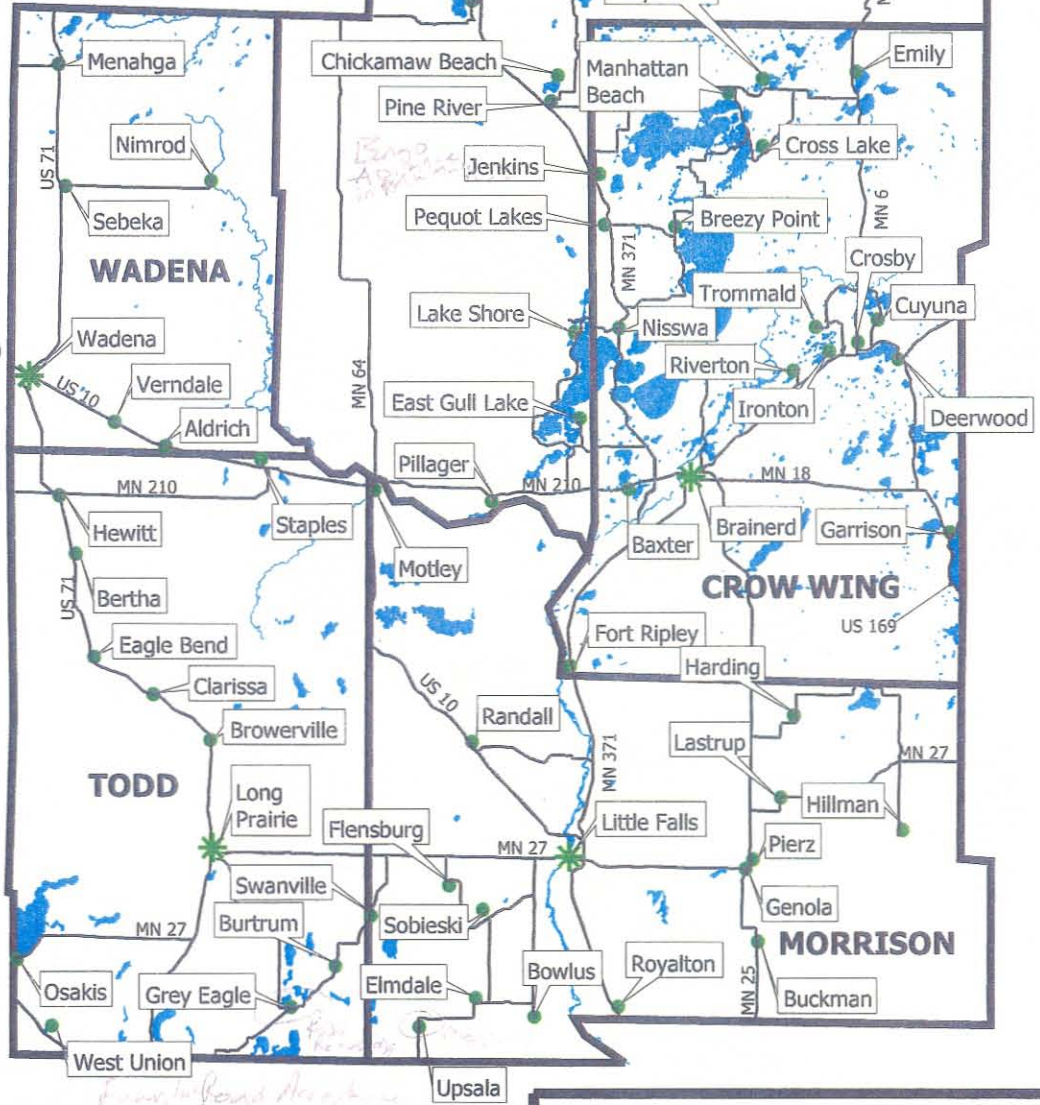 Menahga
Chickamaw Beach
Manhattan
Beach
Emily
Pine River
Nimrod
Cross Lake
US 71
Jenkins
Sebeka
Pequot Lakes
Breezy Point
MN 6
WADENA
MN 371
Crosby
Trommald
Cuyuna
Lake Shore
Nisswa
Wadena
Riverton
US 10
Verndale
MN 64
East Gull Lake
Ironton
Deerwood
Aldrich
Pillager
MN 210
MN 210
MN 18
Hewitt
Staples
Motley
Baxter
Brainerd
Garrison
US 71
Bertha
CROW WING
US 169
Eagle Bend
Fort Ripley
Harding
Clarissa
US 10
Randall
Browerville
MN 371
Lastrup
MN 27
TODD
Long
Prairie
Flensburg
Little Falls
Hillman
MN 27
Pierz
Swanville
Sobieski
Genola
Burtrum
MN 27
MORRISON
Osakis
Grey Eagle
Elmdale
Bowlus
Royalton
MN 25
Buckman
West Union
Upsala